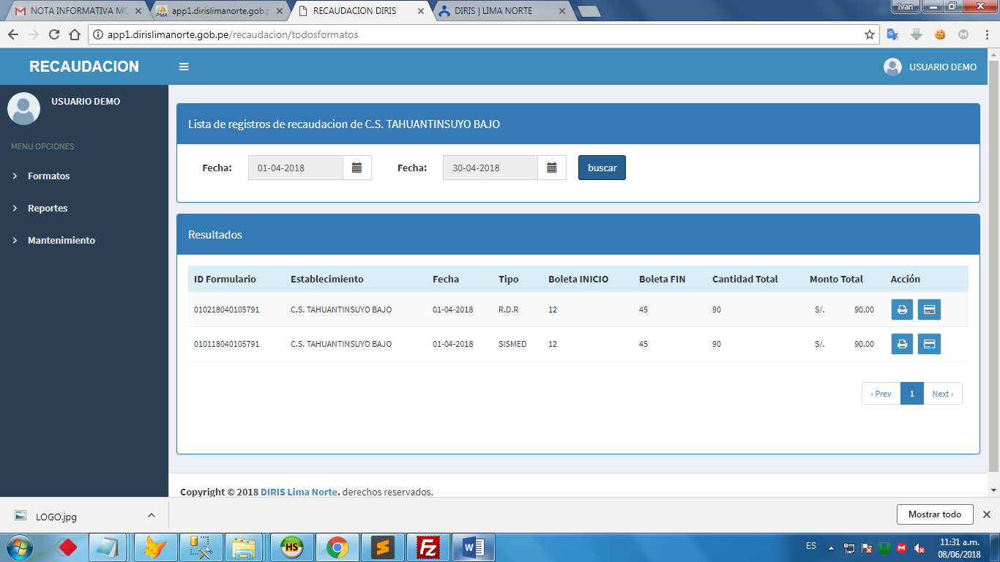 NOTA INFORMATIVA MC
app1.dirislimanorte.gob.p
RECAUDACION DIRIS
DIRIS | LIMA NORTE
Ivan
app1.dirislimanorte.gob.pe/recaudacion/todosformatos
RECAUDACION
USUARIO DEMO
USUARIO DEMO
MENU OPCIONES
Formatos
Reportes
Mantenimiento
Lista de registros de recaudacion de C.S. TAHUANTINSUYO BAJO
Fecha: 01-04-2018 Fecha: 30-04-2018 buscar
Resultados
ID Formulario Establecimiento Fecha Tipo Boleta INICIO Boleta FIN Cantidad Total Monto Total Acción
010218040105791 C.S. TAHUANTINSUYO BAJO 01-04-2018 R.D.R 12 45 90 S/. 90.00
010118040105791 C.S. TAHUANTINSUYO BAJO 01-04-2018 SISMED 12 45 90 S/. 90.00
‹ Prev 1 Next ›
Copyright © 2018 DIRIS Lima Norte. derechos reservados.
LOGO.jpg
Mostrar todo
HS
Fz
W
ES
11:31 a.m.
08/06/2018